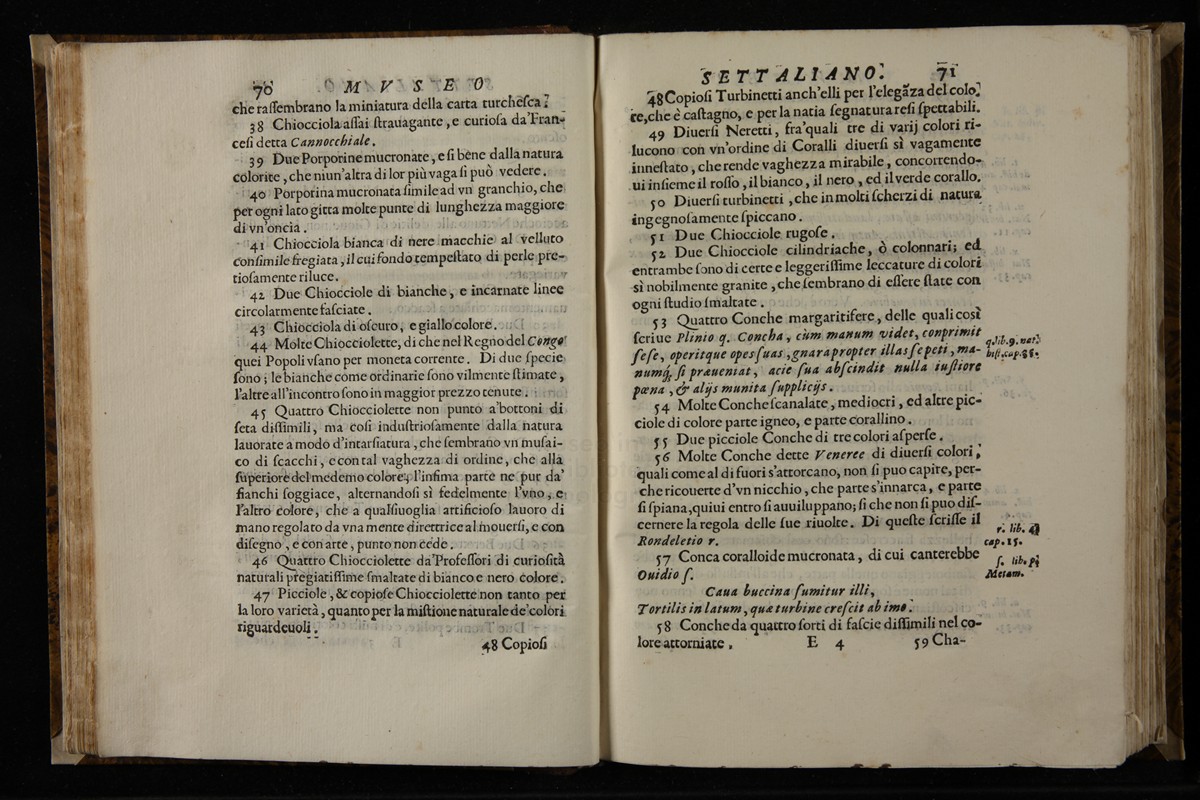 70 MVSEO
che raſſembrano la miniatura della carta turcheſca.
38 Chiocciola aſſai ſtrauagante, e curioſa da'Fran-
ceſi detta Cannocchiale.
39 Due Porporine mucronate, e ſi bene dalla natura
colorite, che niun'altra di lor più vaga ſi può vedere.
40 Porporina mucronata ſimile ad vn granchio, che
per ogni lato gitta molte punte di lunghezza maggiore
di vn'oncia.
41 Chiocciola bianca di nere macchie al velluto
conſimile fregiata, il cui fondo tempeſtato di perle pre-
tioſamente riluce.
42 Due Chiocciole di bianche, e incarnate linee
circolarmente faſciate.
43 Chiocciola di oſcuro, e giallo colore.
44 Molte Chiocciolette, di che nel Regno del Congo
quei Popoli vſano per moneta corrente. Di due ſpecie
ſono; le bianche come ordinarie ſono vilmente ſtimate,
l'altre all'incontro ſono in maggior prezzo tenute.
45 Quattro Chiocciolette non punto a'bottoni di
ſeta diſſimili, ma coſi induſtrioſamente dalla natura
lauorate a modo d'intarſiatura, che ſembrano vn muſai-
co di ſcacchi, e con tal vaghezza di ordine, che alla
ſuperiore del medemo colore, l'infima parte ne pur da'
fianchi ſoggiace, alternandoſi sì fedelmente l'vno, e
l'altro colore, che a qualſiuoglia artificioſo lauoro di
mano regolato da vna mente direttrice al mouerſi, e con
diſegno, e con arte, punto non cede.
46 Quattro Chiocciolette da'Profeſſori di curioſità
naturali pregiatiſſime ſmaltate di bianco e nero colore.
47 Picciole, & copioſe Chiocciolette non tanto per
la loro varietà, quanto per la miſtione naturale de'colori
riguardeuoli.
48 Copioſi
SETTALIANO. 71
48 Copioſi Turbinetti anch'elli per l'elegãza del colo-
re, che è caſtagno, e per la natia ſegnatura reſi ſpettabili.
49 Diuerſi Neretti, fra'quali tre di varij colori ri-
lucono con vn'ordine di Coralli diuerſi sì vagamente
inneſtato, che rende vaghezza mirabile, concorrendo-
ui inſieme il roſſo, il bianco, il nero, ed il verde corallo.
50 Diuerſi turbinetti, che in molti ſcherzi di natura
ingegnoſamente ſpiccano.
51 Due Chiocciole rugoſe.
52 Due Chiocciole cilindriache, ò colonnari; ed
entrambe ſono di certe e leggeriſſime leccature di colori
sì nobilmente granite, che ſembrano di eſſere ſtate con
ogni ſtudio ſmaltate.
53 Quattro Conche margaritifere, delle quali così
ſcriue Plinio q. Concha, cùm manum videt, conprimit
ſeſe, operitque opes ſuas, gnara propter illas ſe peti, ma-
numq́; ſi præueniat, acie ſua abſcindit nulla iuſtiore
pœna, & alijs munita ſupplicijs.
q. lib. 9. nat.
hiſt. cap. 35.
54 Molte Conche ſcanalate, mediocri, ed altre pic-
ciole di colore parte igneo, e parte corallino.
55 Due picciole Conche di tre colori aſperſe.
56 Molte Conche dette Veneree di diuerſi colori,
quali come al di fuori s'attorcano, non ſi puo capire, per-
che ricouerte d'vn nicchio, che parte s'innarca, e parte
ſi ſpiana, quiui entro ſi auuiluppano; ſi che non ſi puo diſ-
cernere la regola delle ſue riuolte. Di queſte ſcriſſe il
Rondeletio r.
r. lib. 4.
cap. 15.
57 Conca coralloide mucronata, di cui canterebbe
Ouidio ſ.
ſ. lib. p.
Metam.
Caua buccina ſumitur illi,
Tortilis in latum, quæ turbine creſcit ab imo.
58 Conche da quattro ſorti di faſcie diſſimili nel co-
lore attorniate.
E 4 59 Cha-